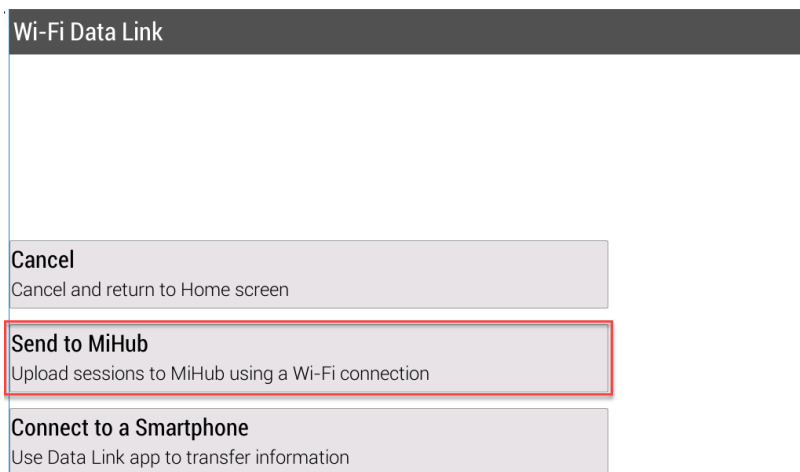 Wi-Fi Data Link
Cancel
Cancel and return to Home screen
Send to MiHub
Upload sessions to MiHub using a Wi-Fi connection
Connect to a Smartphone
Use Data Link app to transfer information